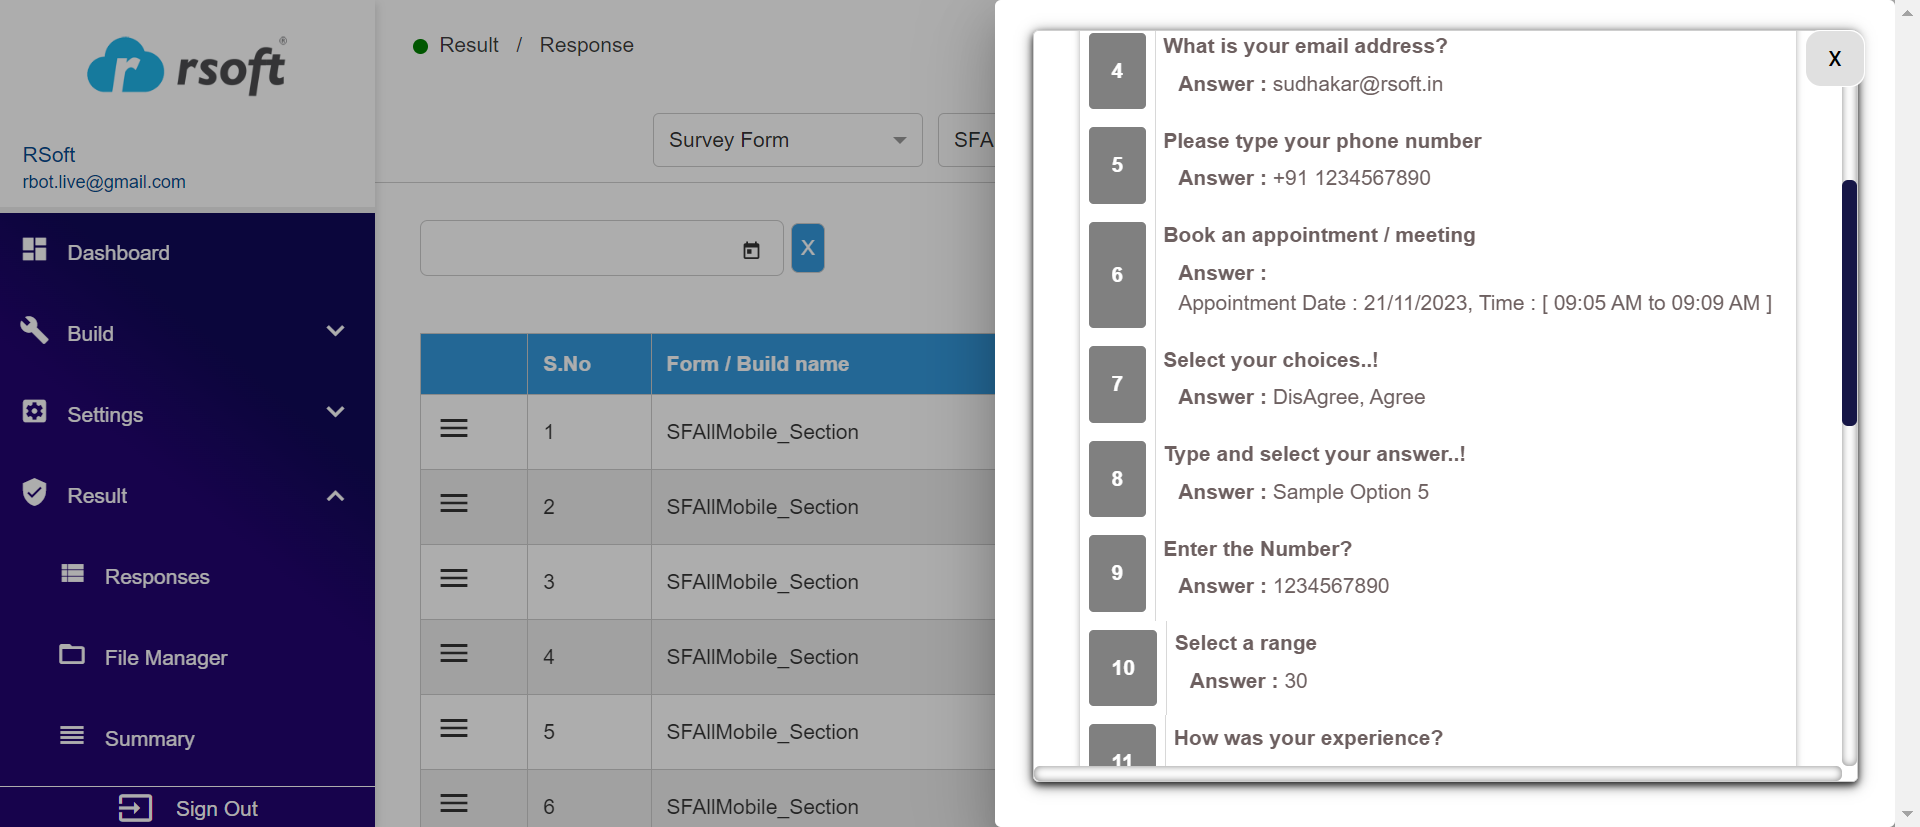 rsoft®
RSoft
rbot.live@gmail.com
Dashboard
Build
Settings
Result
Responses
File Manager
Summary
Sign Out
Result / Response
Survey Form
SFA
X
S.No Form / Build name
1 SFAllMobile_Section
2 SFAllMobile_Section
3 SFAllMobile_Section
4 SFAllMobile_Section
5 SFAllMobile_Section
6 SFAllMobile_Section
X
4 What is your email address?
Answer : sudhakar@rsoft.in
5 Please type your phone number
Answer : +91 1234567890
6 Book an appointment / meeting
Answer :
Appointment Date : 21/11/2023, Time : [ 09:05 AM to 09:09 AM ]
7 Select your choices..!
Answer : DisAgree, Agree
8 Type and select your answer..!
Answer : Sample Option 5
9 Enter the Number?
Answer : 1234567890
10 Select a range
Answer : 30
11 How was your experience?